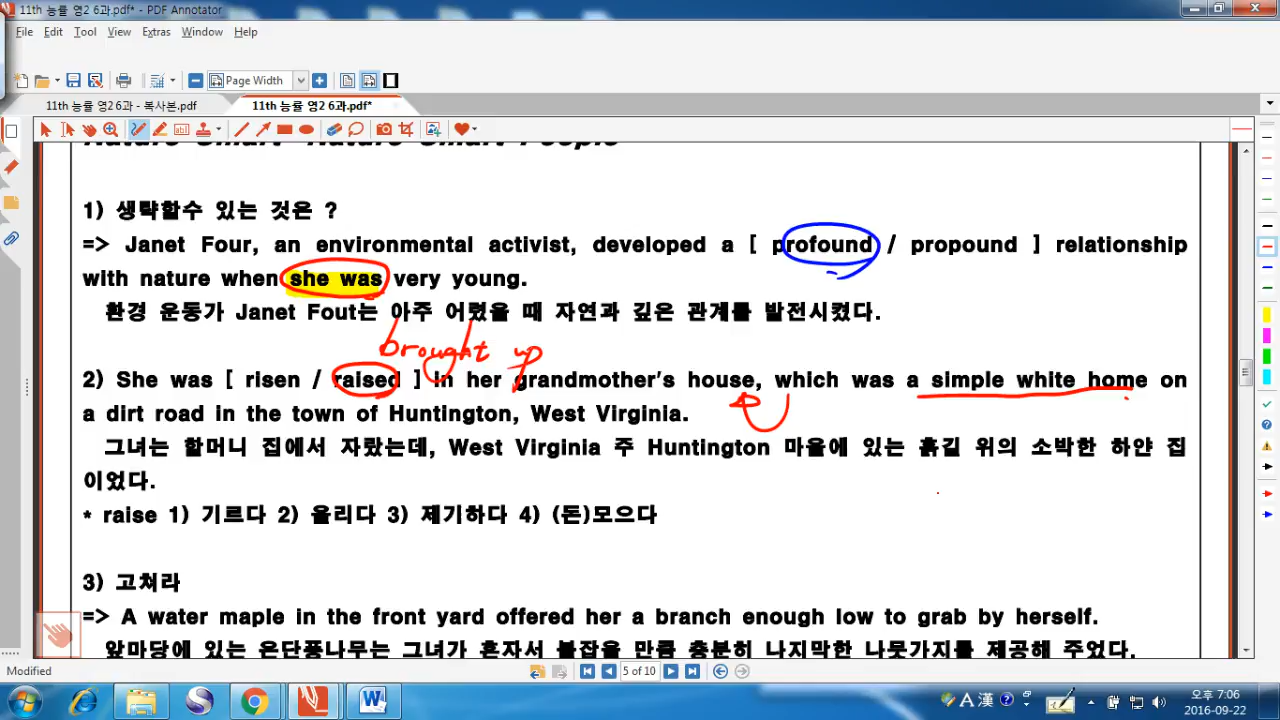 11th 능률 영2 6과.pdf* - PDF Annotator
File Edit Tool View Extras Window Help
Page Width
11th 능률 영2 6과 - 복사본.pdf 11th 능률 영2 6과.pdf*
Nature Smart Nature Smart People
1) 생략할수 있는 것은 ?
=> Janet Four, an environmental activist, developed a [ profound / propound ] relationship
with nature when she was very young.
환경 운동가 Janet Fout는 아주 어렸을 때 자연과 깊은 관계를 발전시켰다.
brought up
2) She was [ risen / raised ] in her grandmother's house, which was a simple white home on
a dirt road in the town of Huntington, West Virginia.
그녀는 할머니 집에서 자랐는데, West Virginia 주 Huntington 마을에 있는 흙길 위의 소박한 하얀 집
이었다.
* raise 1) 기르다 2) 올리다 3) 제기하다 4) (돈)모으다
3) 고쳐라
=> A water maple in the front yard offered her a branch enough low to grab by herself.
앞마당에 있는 은단풍나무는 그녀가 혼자서 붙잡을 만큼 충분히 나지막한 나뭇가지를 제공해 주었다.
Modified 5 of 10
A 漢 오후 7:06
2016-09-22